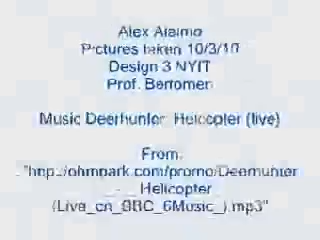 Alex Alaimo
Pictures taken 10/3/10
Design 3 NYIT
Prof.
Music Deerhunter Helicopter (live)
From:
"http://ohmpark.com/promo/Deerhunter
_-_ Helicopter
(Live_on_BBC_6Music_).mp3"